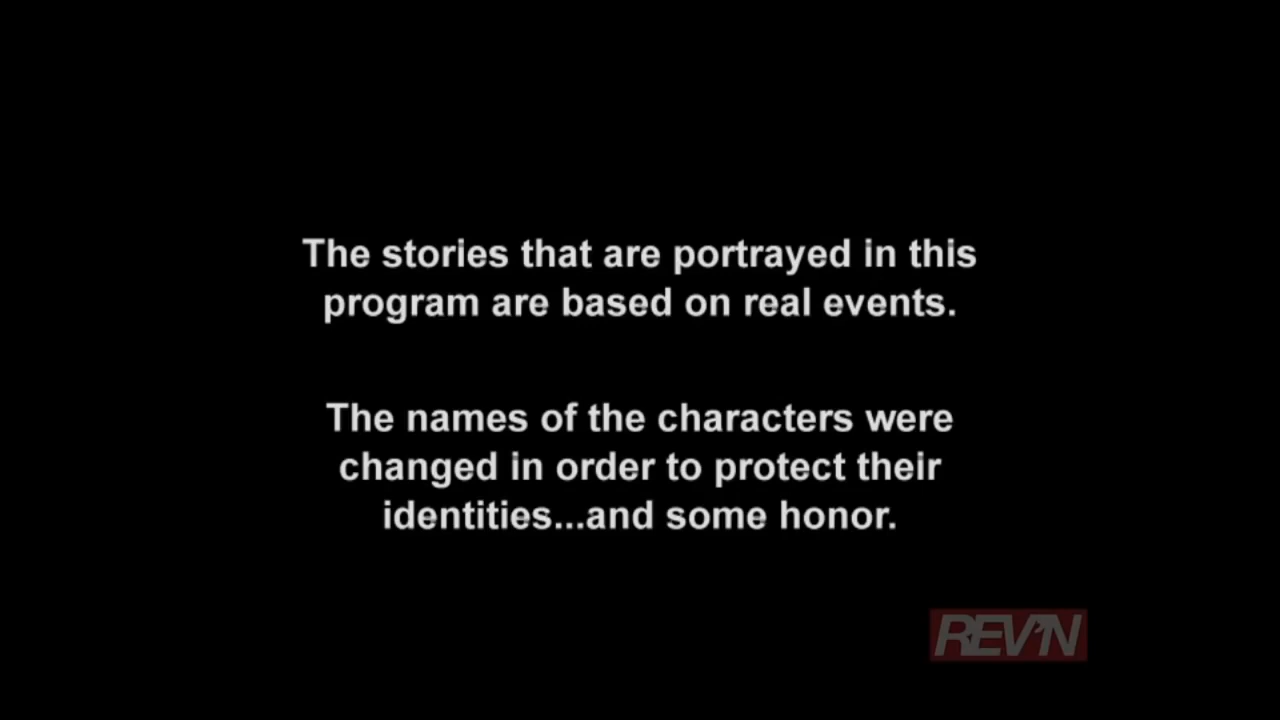 The stories that are portrayed in this
program are based on real events.
The names of the characters were
changed in order to protect their
identities...and some honor.
REV'N